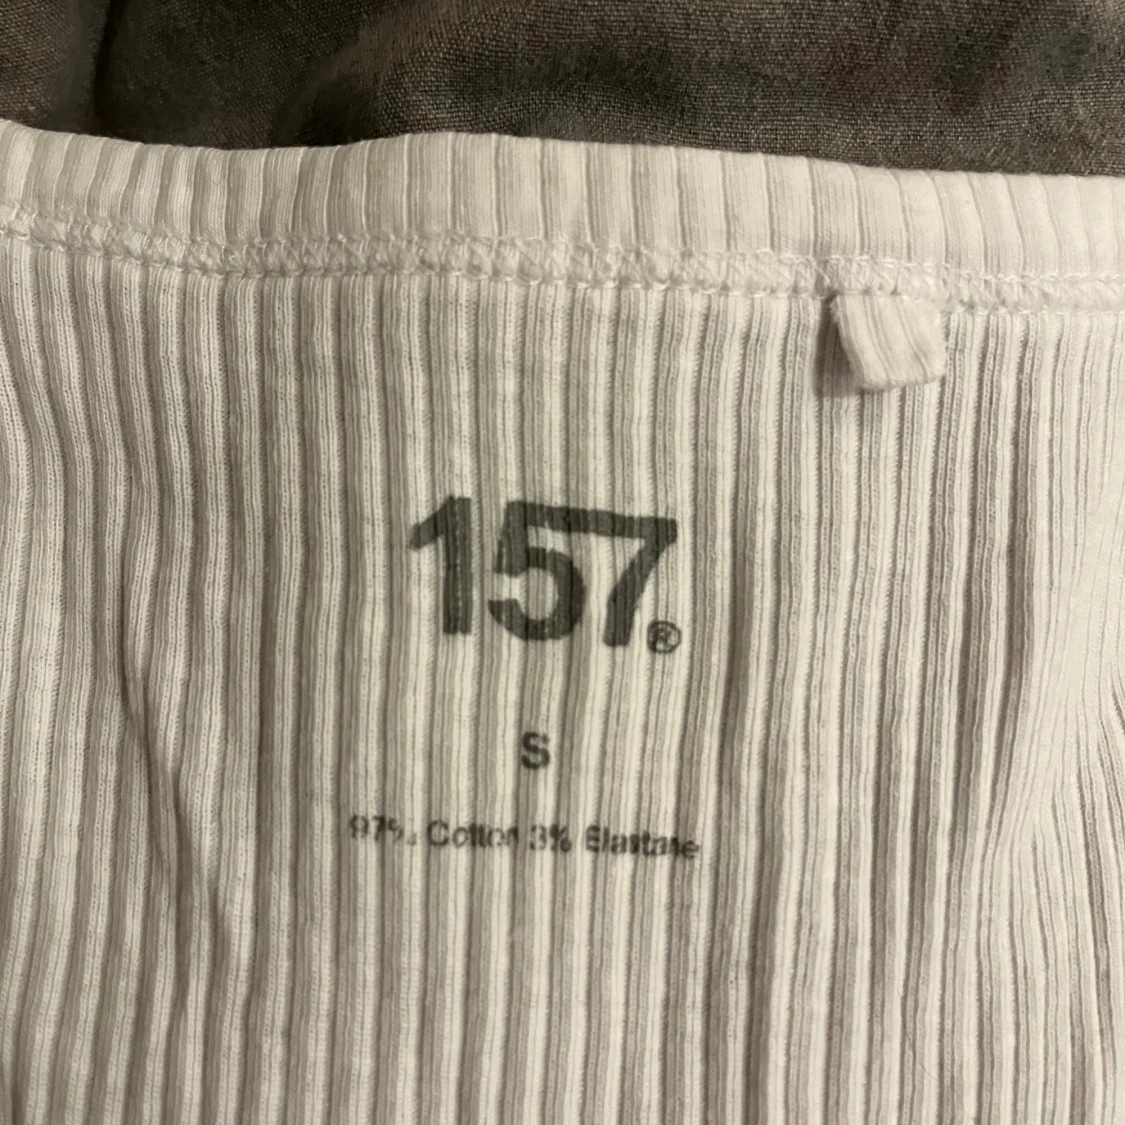 157®
S
97% Cotton 3% Elastane